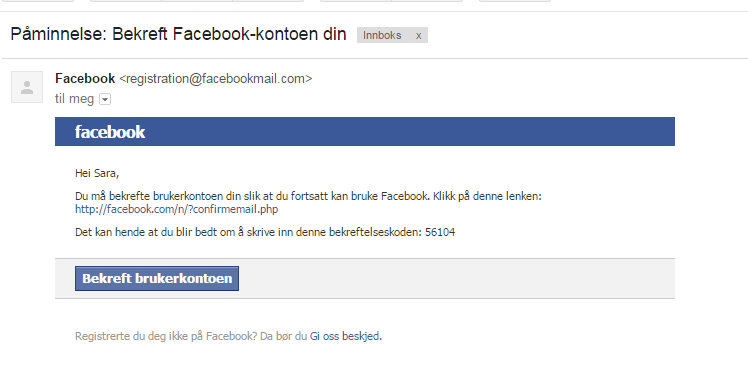 Påminnelse: Bekreft Facebook-kontoen din Innboks x
Facebook <registration@facebookmail.com>
til meg
facebook
Hei Sara,
Du må bekrefte brukerkontoen din slik at du fortsatt kan bruke Facebook. Klikk på denne lenken:
http://facebook.com/n/?confirmemail.php
Det kan hende at du blir bedt om å skrive inn denne bekreftelseskoden: 56104
Bekreft brukerkontoen
Registrerte du deg ikke på Facebook? Da bør du Gi oss beskjed.